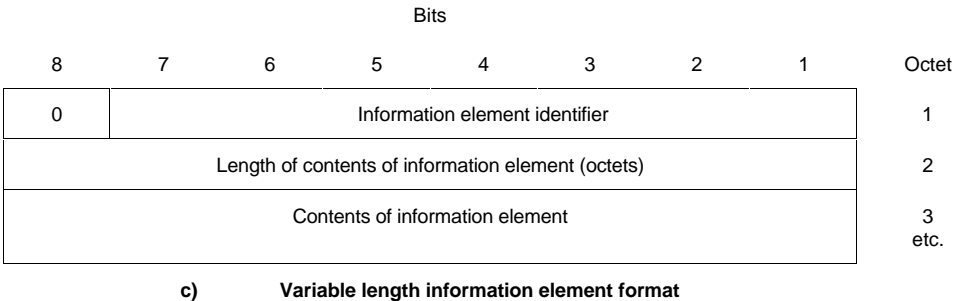 Bits
8 7 6 5 4 3 2 1 Octet
0 Information element identifier 1
Length of contents of information element (octets) 2
Contents of information element 3
etc.
c) Variable length information element format